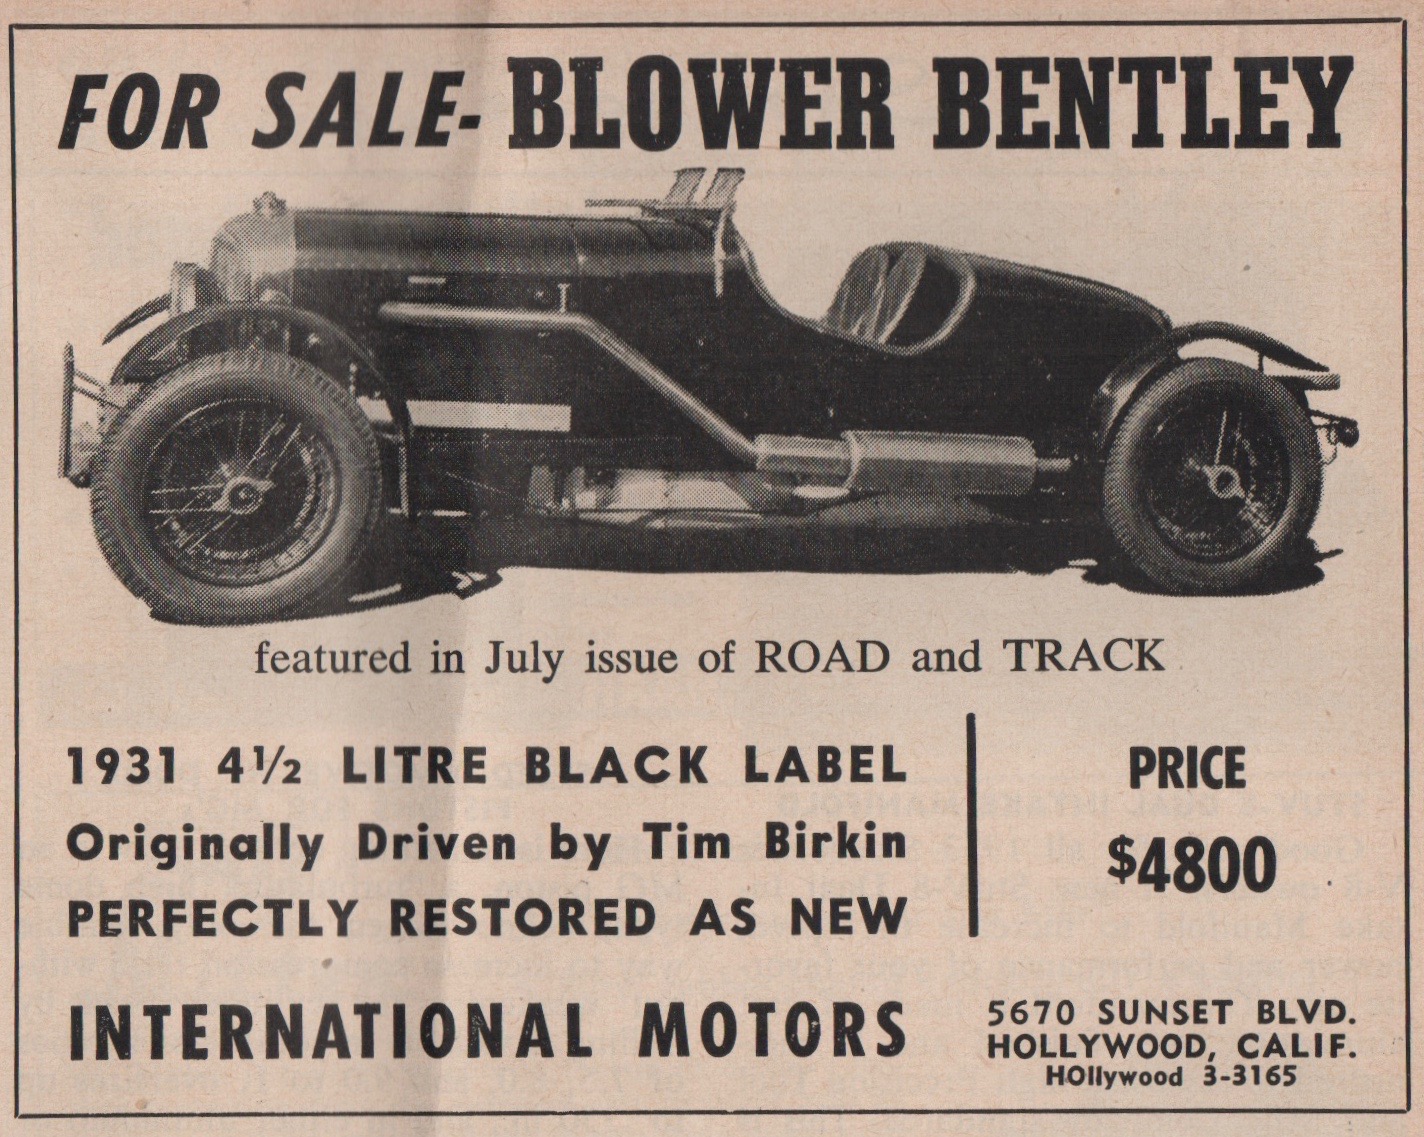 FOR SALE- BLOWER BENTLEY
featured in July issue of ROAD and TRACK
1931 4½ LITRE BLACK LABEL
Originally Driven by Tim Birkin
PERFECTLY RESTORED AS NEW
PRICE
$4800
INTERNATIONAL MOTORS
5670 SUNSET BLVD.
HOLLYWOOD, CALIF.
HOllywood 3-3165